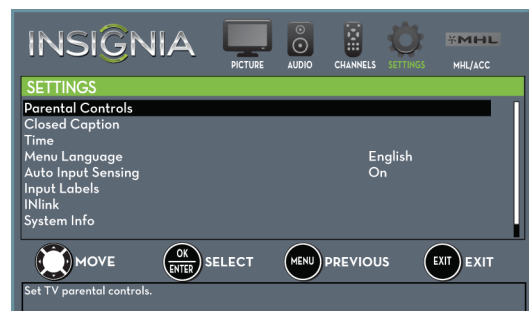 INSIGNIA
PICTURE AUDIO CHANNELS SETTINGS MHL MHL/ACC
SETTINGS
Parental Controls
Closed Caption
Time
Menu Language English
Auto Input Sensing On
Input Labels
INlink
System Info
MOVE OK ENTER SELECT MENU PREVIOUS EXIT EXIT
Set TV parental controls.